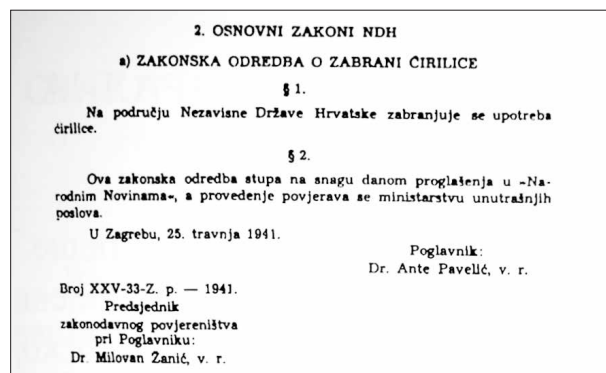 2. OSNOVNI ZAKONI NDH
a) ZAKONSKA ODREDBA O ZABRANI ĆIRILICE
§ 1.
Na području Nezavisne Države Hrvatske zabranjuje se upotreba
ćirilice.
§ 2.
Ova zakonska odredba stupa na snagu danom proglašenja u »Na-
rodnim Novinama«, a provedenje povjerava se ministarstvu unutrašnjih
poslova.
U Zagrebu, 25. travnja 1941.
Poglavnik:
Dr. Ante Pavelić, v. r.
Broj XXV-33-Z. p. — 1941.
Predsjednik
zakonodavnog povjereništva
pri Poglavniku:
Dr. Milovan Žanić, v. r.